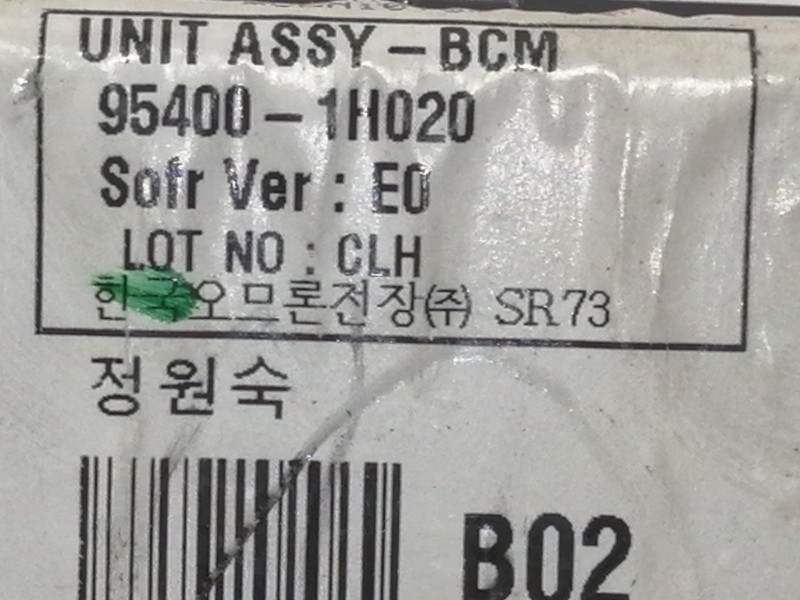 UNIT ASSY – BCM
95400 – 1H020
Sofr Ver : E0
LOT NO : CLH
한국오므론전장㈜ SR73
정원숙
B02